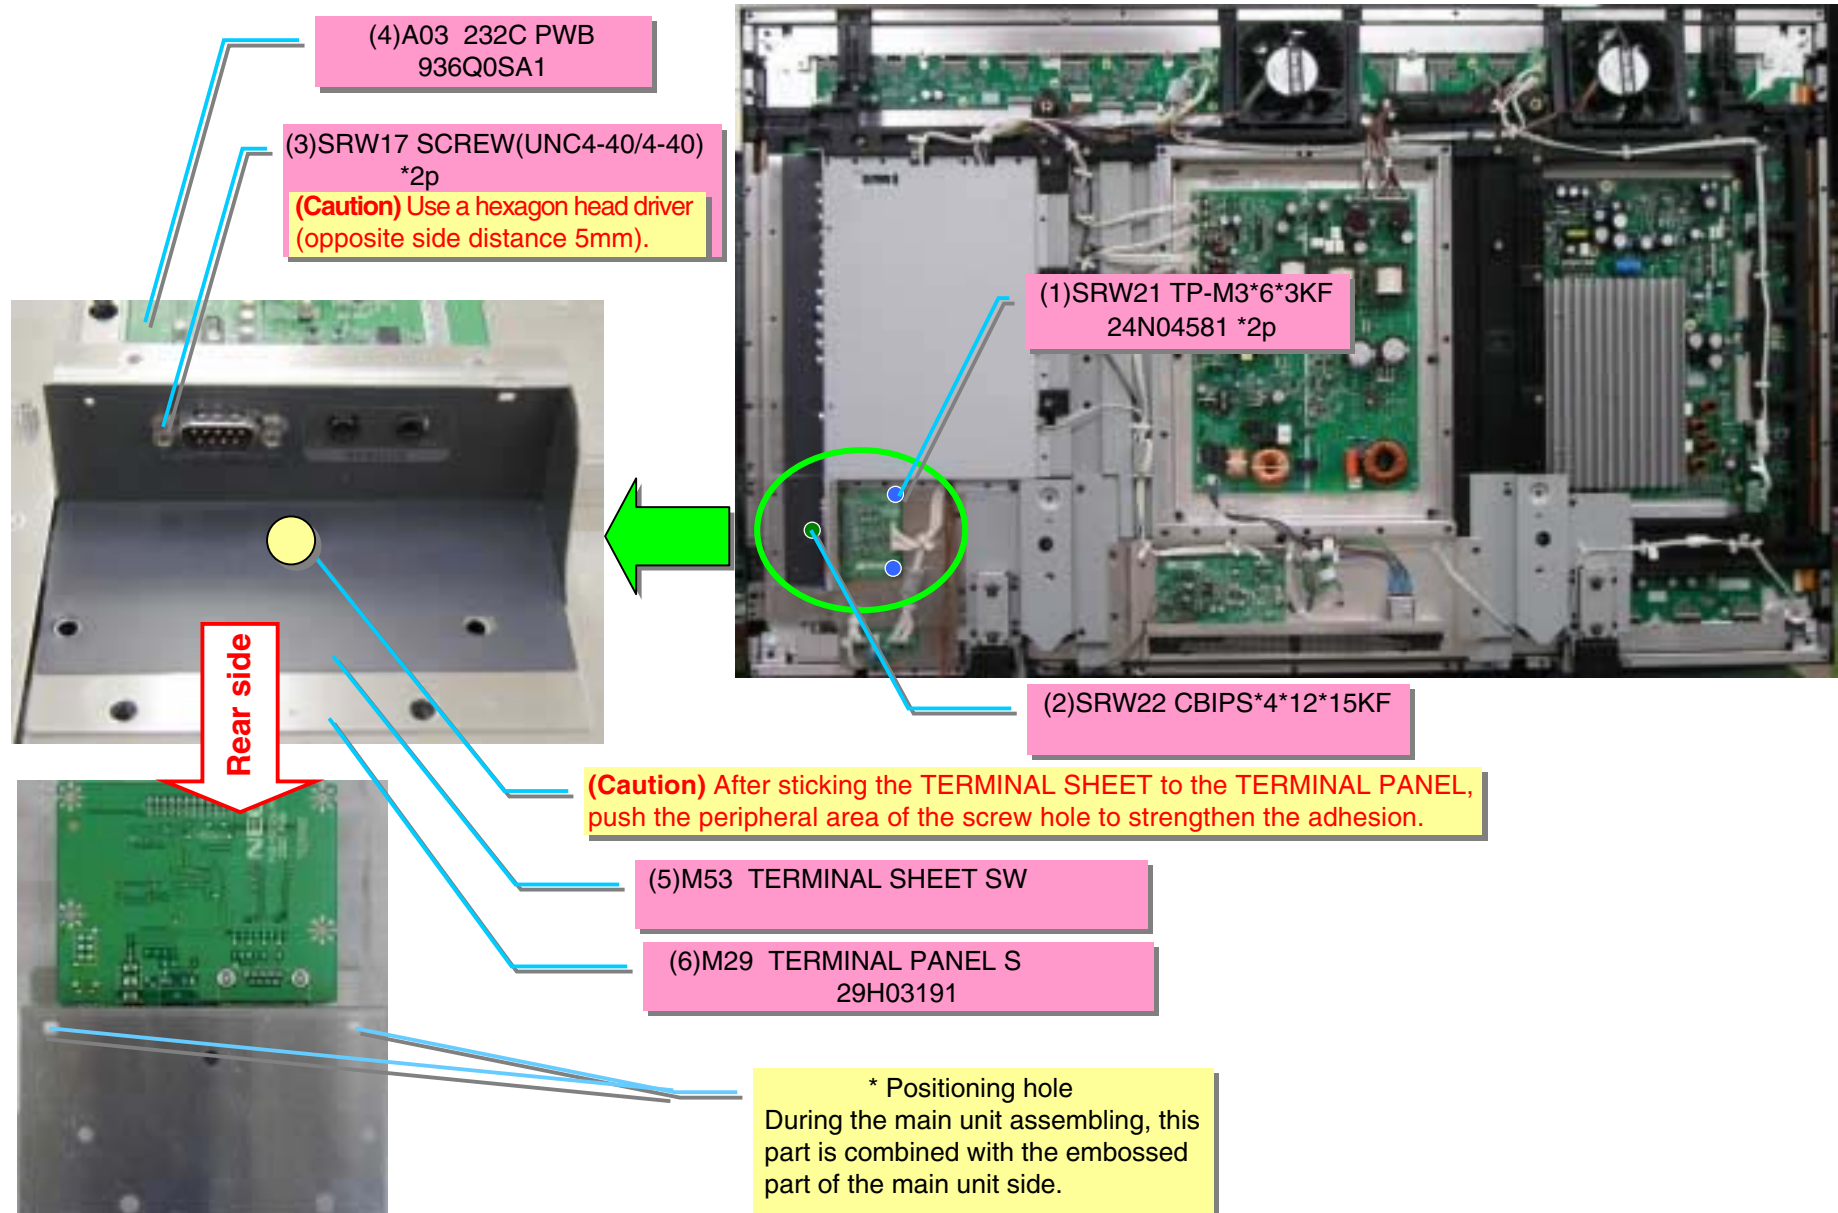 (4)A03 232C PWB
936Q0SA1
(3)SRW17 SCREW(UNC4-40/4-40)
*2p
(Caution) Use a hexagon head driver
(opposite side distance 5mm).
(1)SRW21 TP-M3*6*3KF
24N04581 *2p
(2)SRW22 CBIPS*4*12*15KF
Rear side
(Caution) After sticking the TERMINAL SHEET to the TERMINAL PANEL,
push the peripheral area of the screw hole to strengthen the adhesion.
(5)M53 TERMINAL SHEET SW
(6)M29 TERMINAL PANEL S
29H03191
* Positioning hole
During the main unit assembling, this
part is combined with the embossed
part of the main unit side.